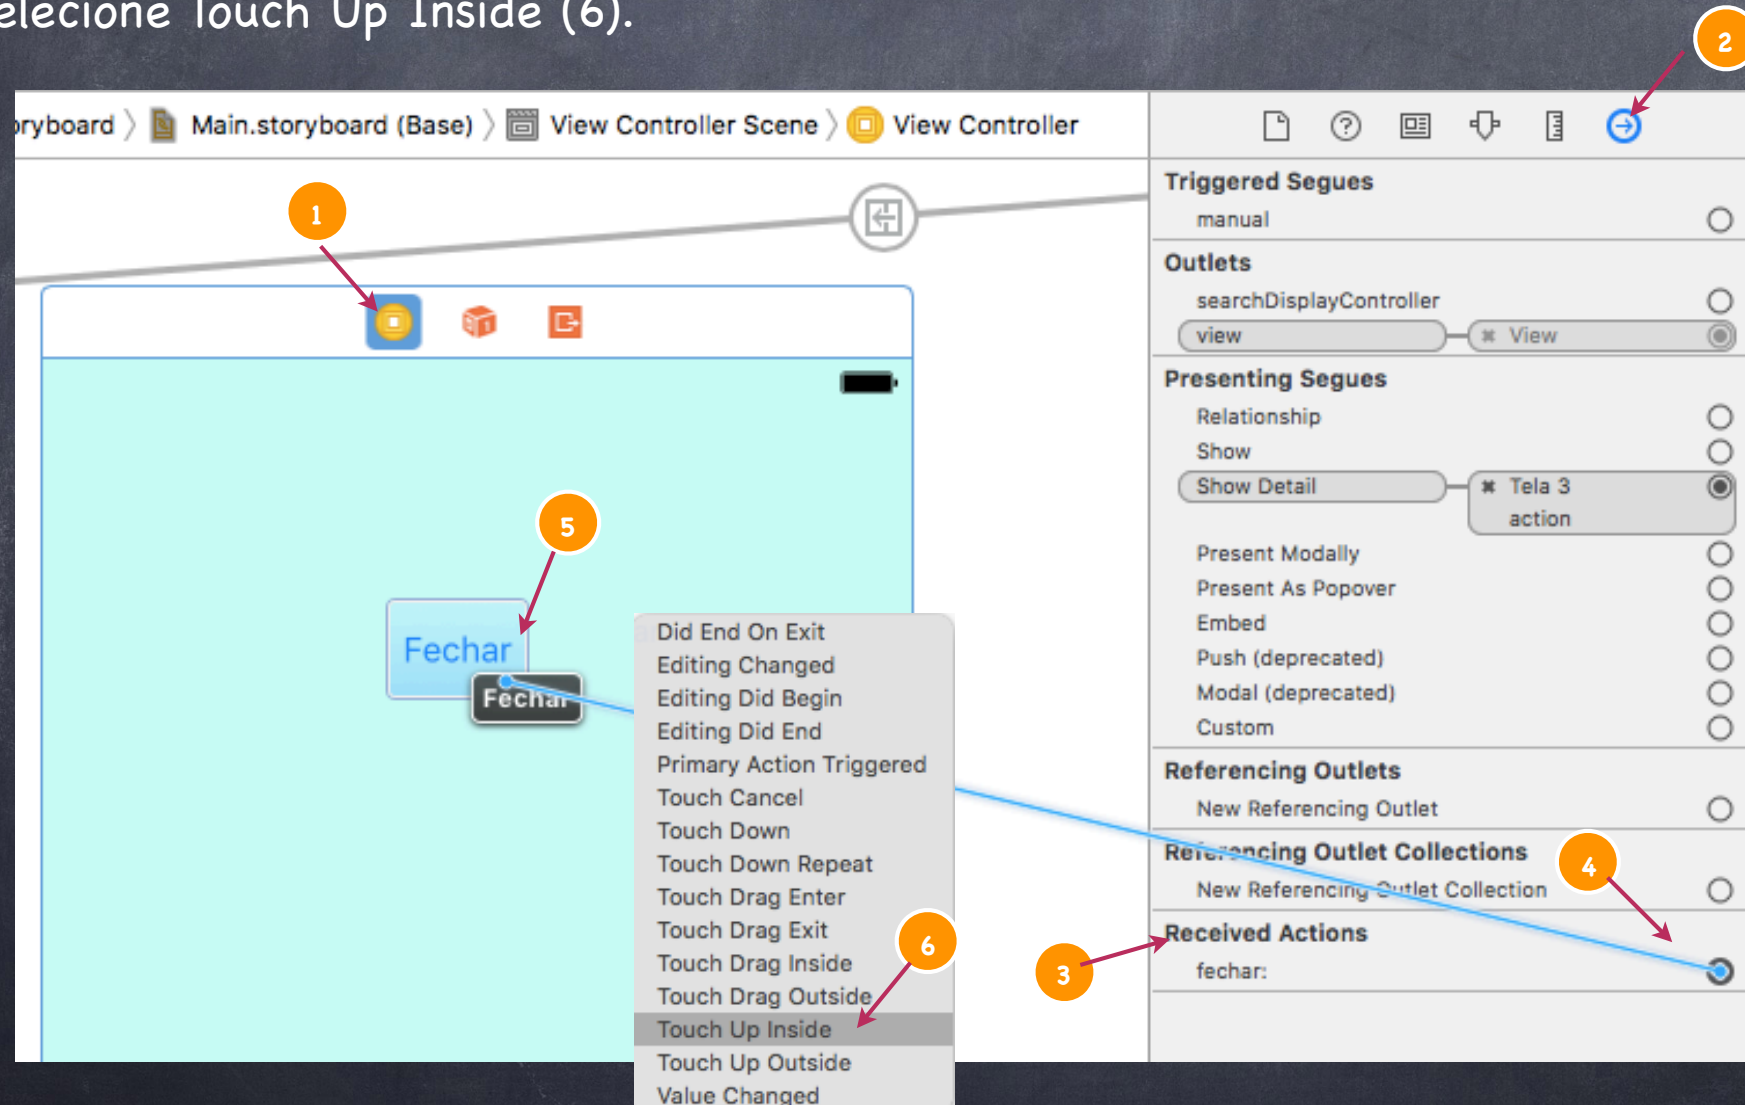 elecione Touch Up Inside (6).
2
oryboard 〉 Main.storyboard (Base) 〉 View Controller Scene 〉 View Controller
1
Triggered Segues
manual
Outlets
searchDisplayController
view
View
Presenting Segues
Relationship
Show
Show Detail
Tela 3
action
Present Modally
Present As Popover
Embed
Push (deprecated)
Modal (deprecated)
Custom
Referencing Outlets
New Referencing Outlet
Referencing Outlet Collections
New Referencing Outlet Collection
Received Actions
fechar:
3
4
5
Fechar
Fechar
Did End On Exit
Editing Changed
Editing Did Begin
Editing Did End
Primary Action Triggered
Touch Cancel
Touch Down
Touch Down Repeat
Touch Drag Enter
Touch Drag Exit
Touch Drag Inside
Touch Drag Outside
Touch Up Inside
Touch Up Outside
Value Changed
6